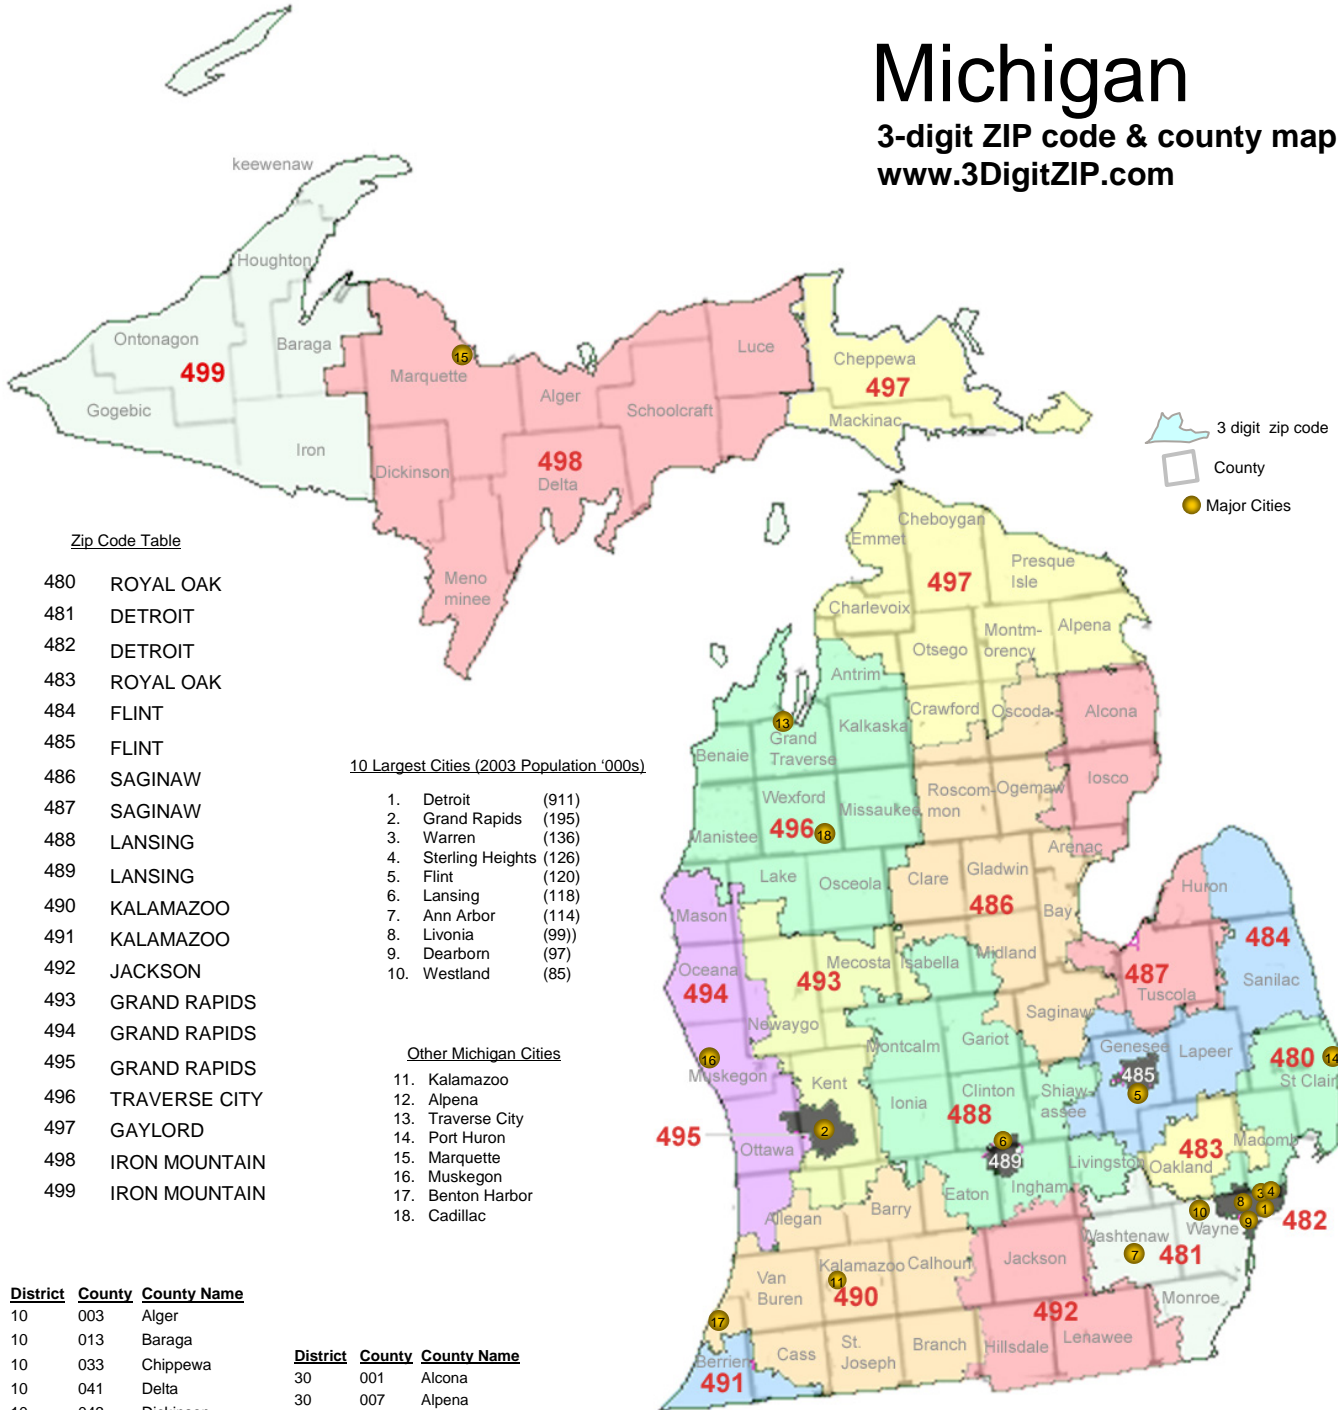 Michigan
3-digit ZIP code & county map
www.3DigitZIP.com
keewenaw
Houghton
Ontonagon
Baraga
499
Gogebic
Iron
15
Marquette
Alger
Luce
Schoolcraft
Dickinson
498
Delta
Meno
minee
Cheppewa
497
Mackinac
3 digit zip code
County
Major Cities
Zip Code Table
480 ROYAL OAK
481 DETROIT
482 DETROIT
483 ROYAL OAK
484 FLINT
485 FLINT
486 SAGINAW
487 SAGINAW
488 LANSING
489 LANSING
490 KALAMAZOO
491 KALAMAZOO
492 JACKSON
493 GRAND RAPIDS
494 GRAND RAPIDS
495 GRAND RAPIDS
496 TRAVERSE CITY
497 GAYLORD
498 IRON MOUNTAIN
499 IRON MOUNTAIN
10 Largest Cities (2003 Population ‘000s)
1. Detroit (911)
2. Grand Rapids (195)
3. Warren (136)
4. Sterling Heights (126)
5. Flint (120)
6. Lansing (118)
7. Ann Arbor (114)
8. Livonia (99))
9. Dearborn (97)
10. Westland (85)
Other Michigan Cities
11. Kalamazoo
12. Alpena
13. Traverse City
14. Port Huron
15. Marquette
16. Muskegon
17. Benton Harbor
18. Cadillac
Cheboygan
Emmet
Presque
Isle
497
Charlevoix
Montm-
orency
Alpena
Otsego
Antrim
Crawford
Oscoda
Alcona
13
Grand
Traverse
Kalkaska
Benaie
Roscom-
mon
Ogemaw
Iosco
Wexford
Missaukee
496
18
Manistee
Arenac
Lake
Osceola
Clare
Gladwin
Huron
486
Bay
Mason
484
Oceana
Mecosta
Isabella
Midland
493
494
487
Tuscola
Sanilac
Newaygo
Saginaw
Montcalm
Gariot
Genesee
Lapeer
480
14
16
Muskegon
Kent
485
St Clair
5
Clinton
Shiaw-
assee
Ionia
488
495
2
6
489
483
Macomb
Ottawa
Livingston
Oakland
Eaton
Ingham
3
4
8
1
9
10
482
Allegan
Barry
Wayne
Washtenaw
7
481
Kalamazoo
Calhoun
Jackson
11
490
Van
Buren
Monroe
17
492
Berrien
491
Cass
St.
Joseph
Branch
Hillsdale
Lenawee
District County County Name
10 003 Alger
10 013 Baraga
10 033 Chippewa
10 041 Delta
District County County Name
30 001 Alcona
30 007 Alpena